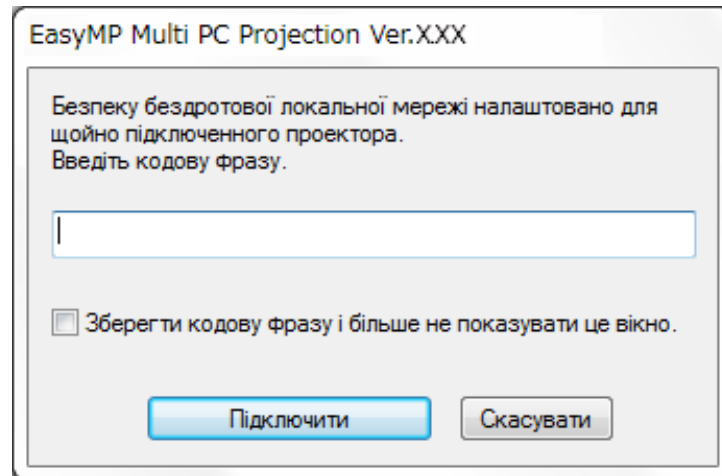 EasyMP Multi PC Projection Ver.X.XX
Безпеку бездротової локальної мережі налаштовано для
щойно підключенного проектора.
Введіть кодову фразу.
Зберегти кодову фразу і більше не показувати це вікно.
Підключити
Скасувати